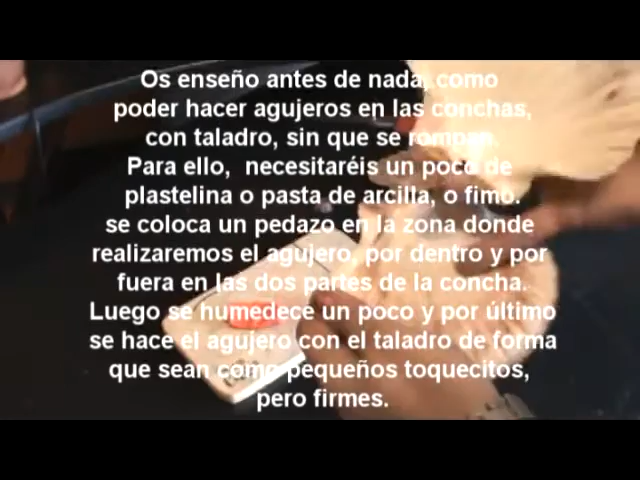 Os enseño antes de nada, como
poder hacer agujeros en las conchas,
con taladro, sin que se rompan.
Para ello, necesitaréis un poco de
plastelina o pasta de arcilla, o fimo.
se coloca un pedazo en la zona donde
realizaremos el agujero, por dentro y por
fuera en las dos partes de la concha.
Luego se humedece un poco y por último
se hace el agujero con el taladro de forma
que sean como pequeños toquecitos,
pero firmes.